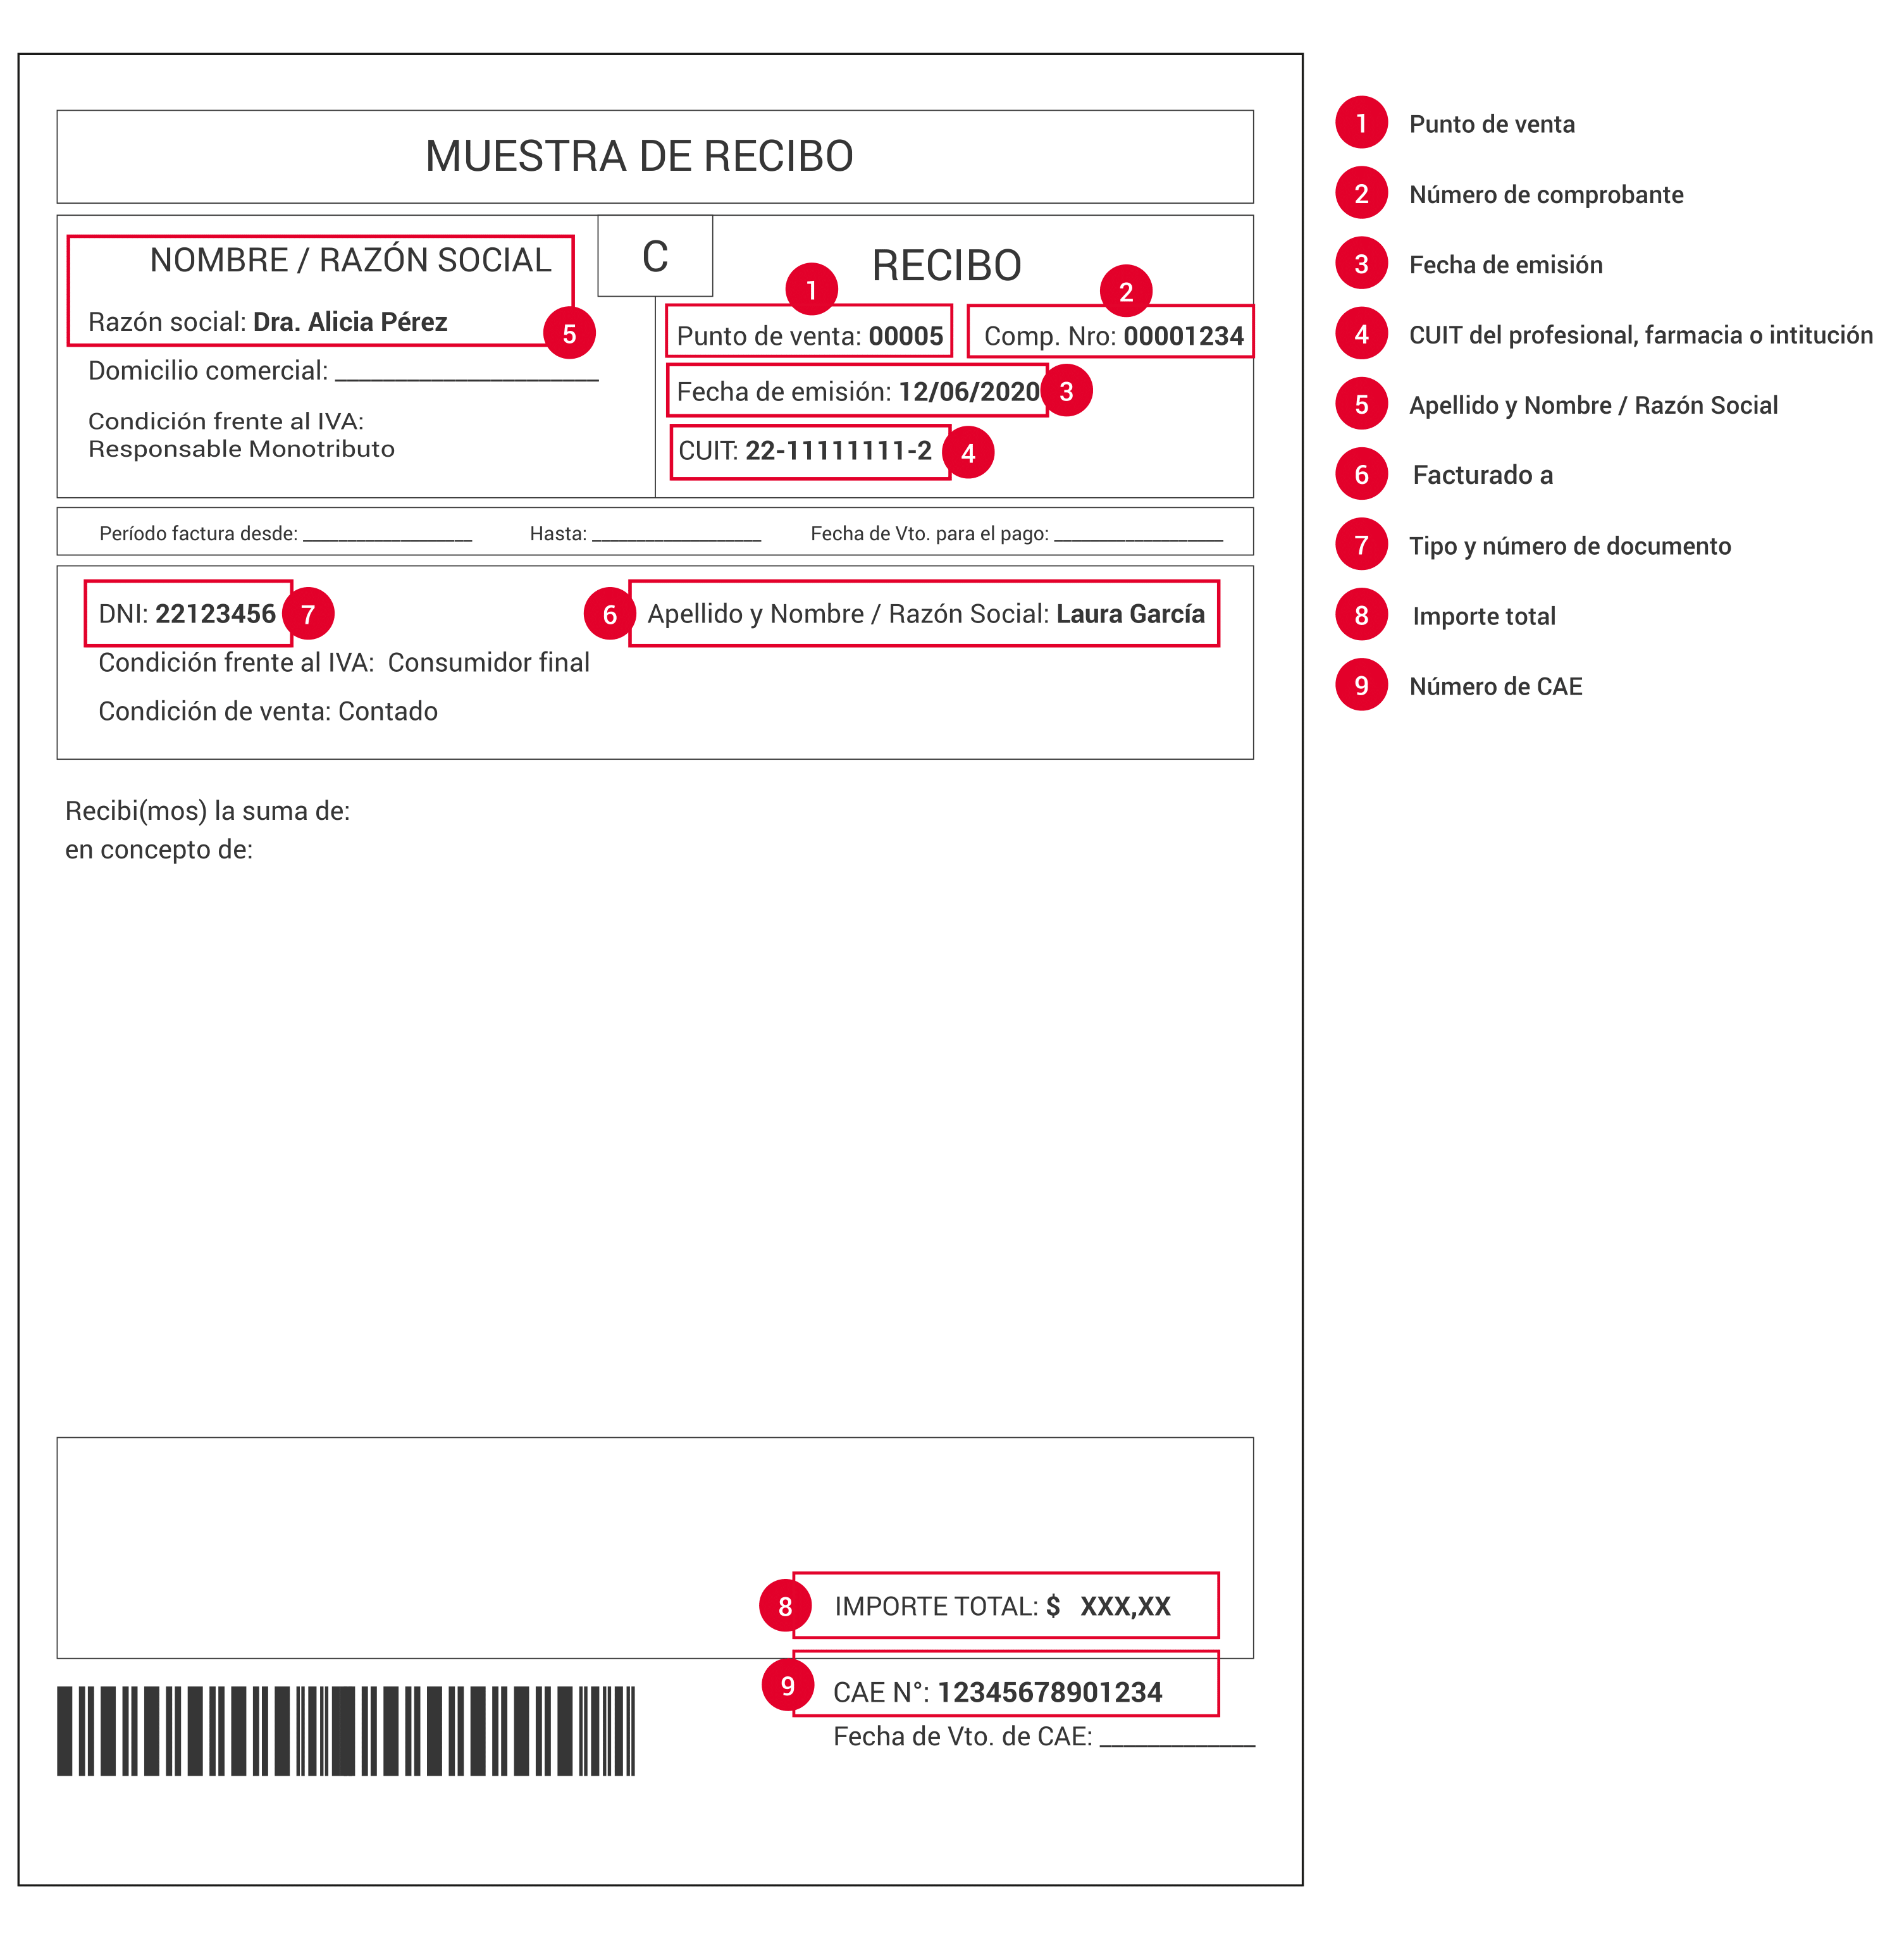 MUESTRA DE RECIBO
NOMBRE / RAZÓN SOCIAL
Razón social: Dra. Alicia Pérez
5
Domicilio comercial: ______________________
Condición frente al IVA:
Responsable Monotributo
C
RECIBO
1
2
Punto de venta: 00005
Comp. Nro: 00001234
Fecha de emisión: 12/06/2020
3
CUIT: 22-11111111-2
4
Período factura desde: __________________ Hasta: __________________ Fecha de Vto. para el pago: __________________
DNI: 22123456
7
6
Apellido y Nombre / Razón Social: Laura García
Condición frente al IVA: Consumidor final
Condición de venta: Contado
Recibi(mos) la suma de:
en concepto de:
8
IMPORTE TOTAL: $ XXX,XX
9
CAE N°: 12345678901234
Fecha de Vto. de CAE: _____________
1 Punto de venta
2 Número de comprobante
3 Fecha de emisión
4 CUIT del profesional, farmacia o intitución
5 Apellido y Nombre / Razón Social
6 Facturado a
7 Tipo y número de documento
8 Importe total
9 Número de CAE